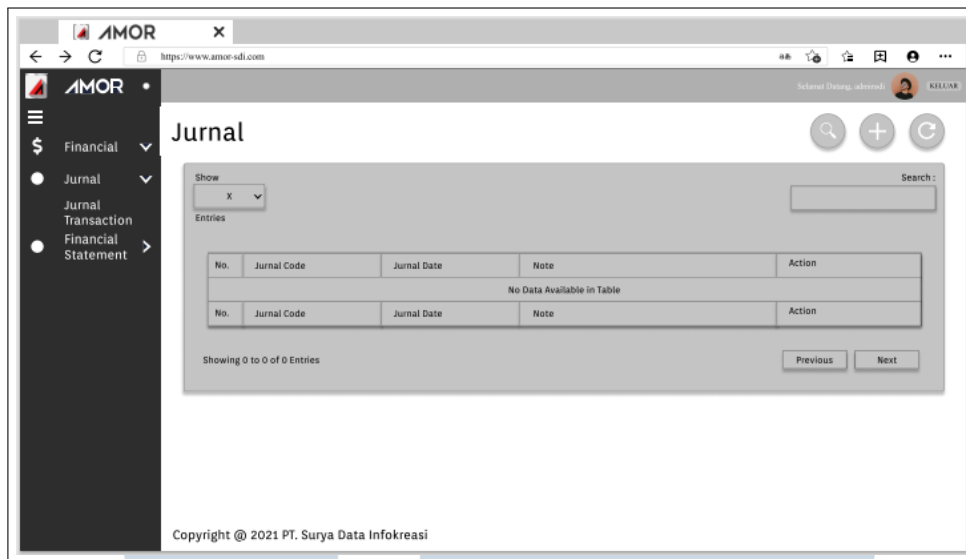 AMOR
https://www.amor-sdi.com
AMOR
Selamat Datang, adminsdi
KELUAR
Jurnal
$ Financial
Jurnal
Jurnal
Transaction
Financial
Statement
Show
X
Entries
Search :
No. Jurnal Code Jurnal Date Note Action
No Data Available in Table
No. Jurnal Code Jurnal Date Note Action
Showing 0 to 0 of 0 Entries
Previous Next
Copyright @ 2021 PT. Surya Data Infokreasi